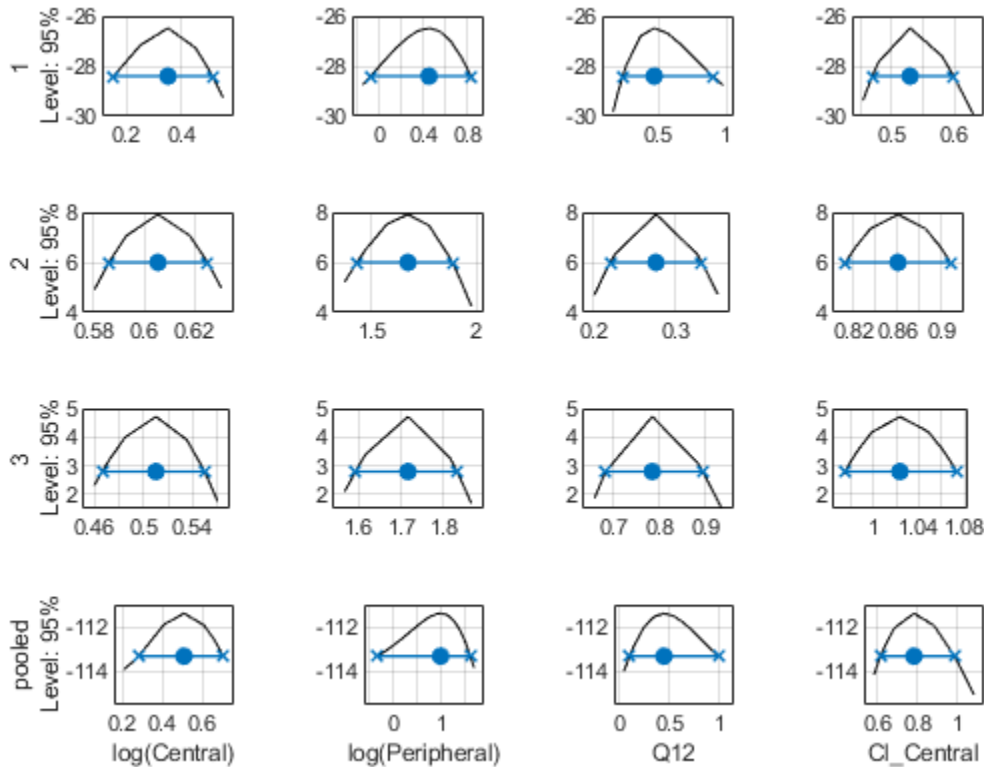 -26 -26 -26 -26
1
Level: 95%
-28 -28 -28 -28
-30 -30 -30 -30
0.2 0.4 0 0.4 0.8 0.5 1 0.5 0.6
8 8 8 8
2
Level: 95%
6 6 6 6
4 4 4 4
0.58 0.6 0.62 1.5 2 0.2 0.3 0.82 0.86 0.9
5 5 5 5
3
Level: 95%
4 4 4 4
3 3 3 3
2 2 2 2
0.46 0.5 0.54 1.6 1.7 1.8 0.7 0.8 0.9 1 1.04 1.08
pooled
Level: 95%
-112 -112 -112 -112
-114 -114 -114 -114
0.2 0.4 0.6 0 1 0 0.5 1 0.6 0.8 1
log(Central) log(Peripheral) Q12 Cl_Central